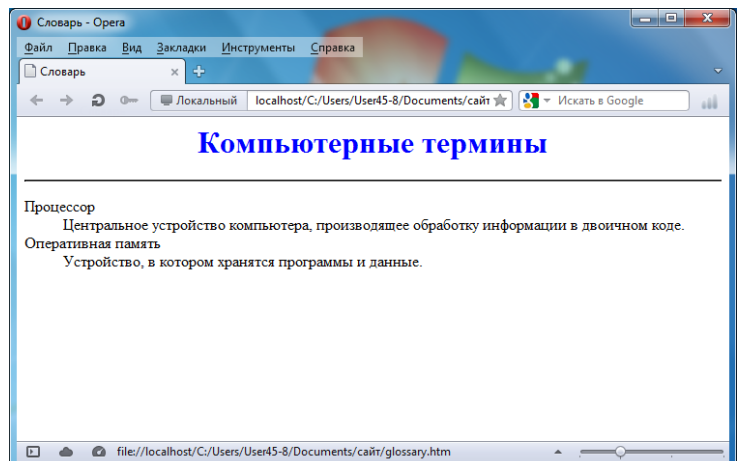 Словарь - Opera
Файл Правка Вид Закладки Инструменты Справка
Словарь
Локальный localhost/C:/Users/User45-8/Documents/сайт Искать в Google
Компьютерные термины
Процессор
Центральное устройство компьютера, производящее обработку информации в двоичном коде.
Оперативная память
Устройство, в котором хранятся программы и данные.
file://localhost/C:/Users/User45-8/Documents/сайт/glossary.htm